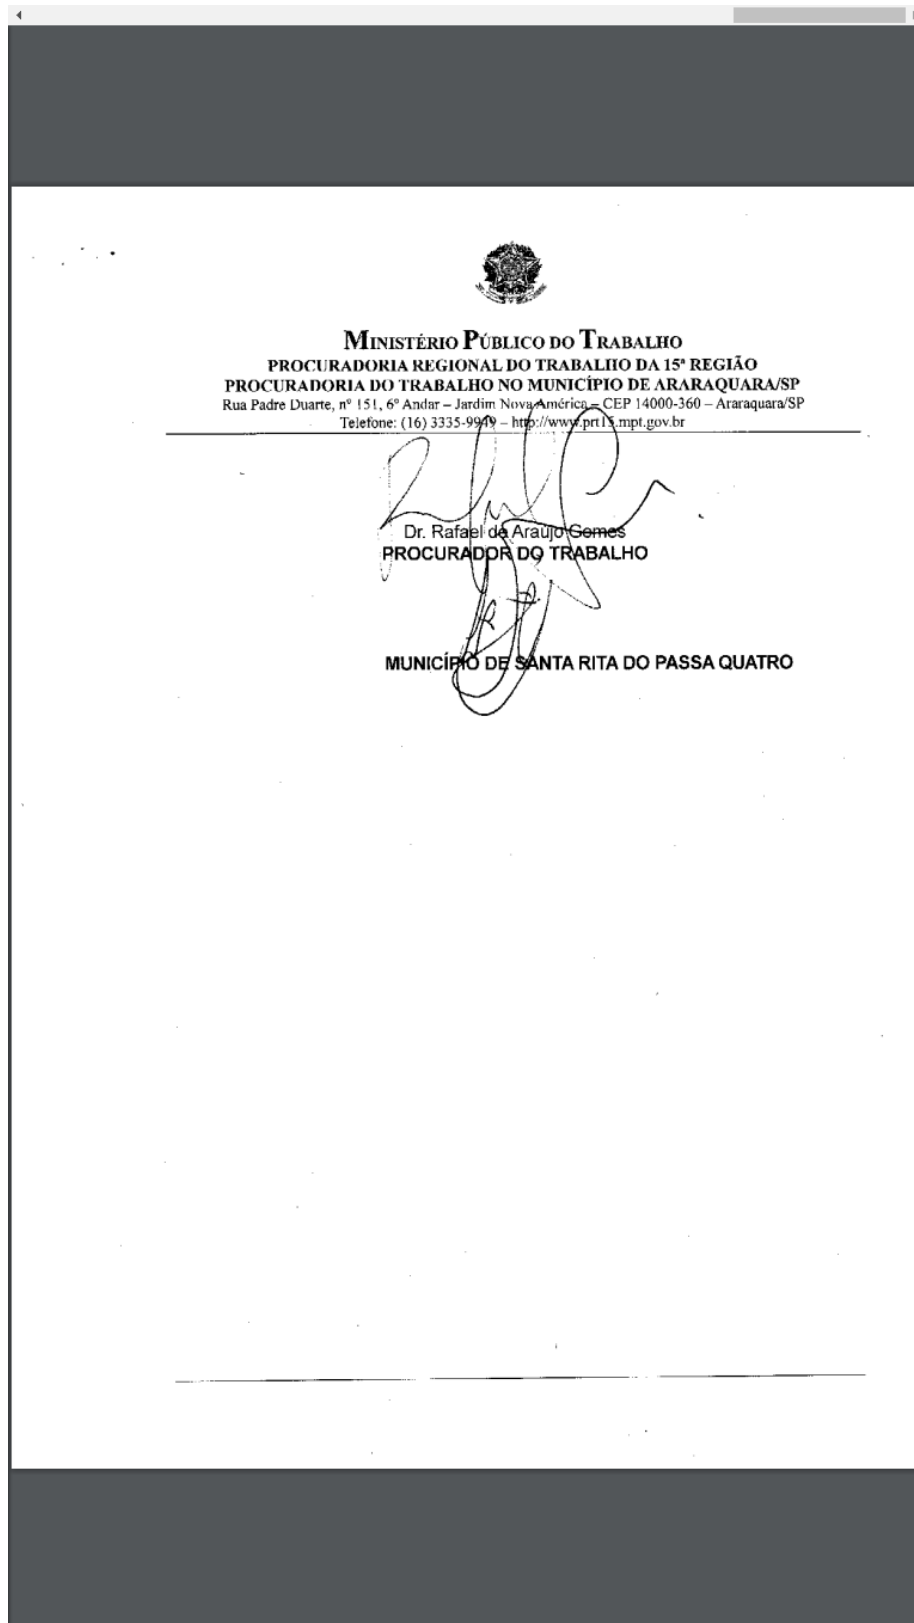 MINISTÉRIO PÚBLICO DO TRABALHO
PROCURADORIA REGIONAL DO TRABALHO DA 15ª REGIÃO
PROCURADORIA DO TRABALHO NO MUNICÍPIO DE ARARAQUARA/SP
Rua Padre Duarte, nº 151, 6º Andar – Jardim Nova América – CEP 14000-360 – Araraquara/SP
Telefone: (16) 3335-9949 – http://www.prt15.mpt.gov.br
Dr. Rafael de Araújo Gomes
PROCURADOR DO TRABALHO
MUNICÍPIO DE SANTA RITA DO PASSA QUATRO